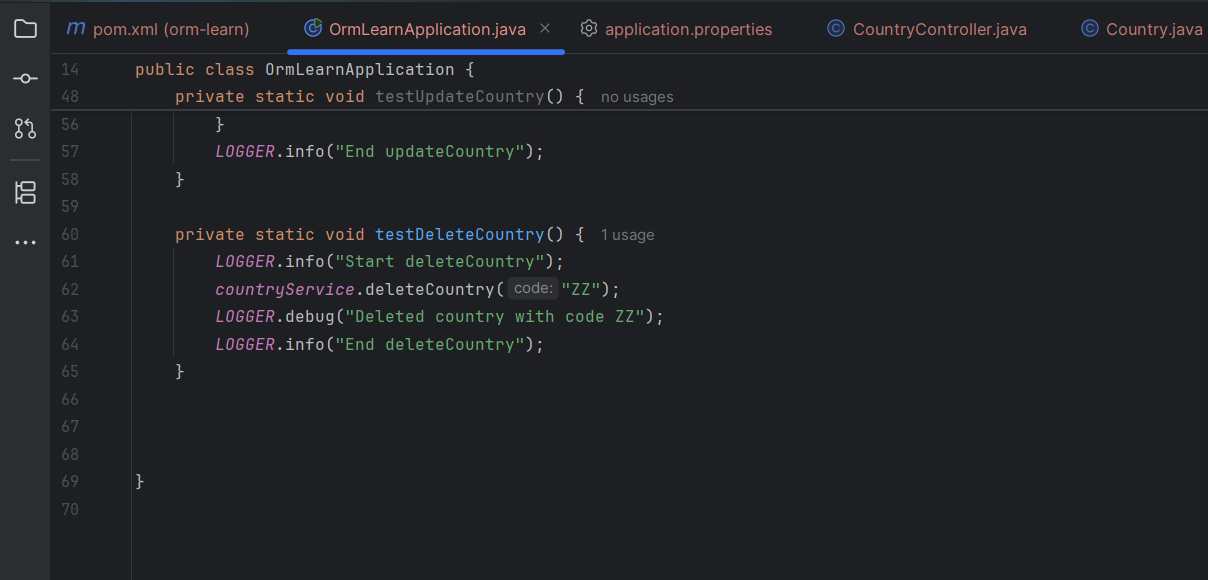 pom.xml (orm-learn) OrmLearnApplication.java application.properties CountryController.java Country.java
14 public class OrmLearnApplication {
48 private static void testUpdateCountry() { no usages
56 }
57 LOGGER.info("End updateCountry");
58 }
59
60 private static void testDeleteCountry() { 1 usage
61 LOGGER.info("Start deleteCountry");
62 countryService.deleteCountry( code: "ZZ");
63 LOGGER.debug("Deleted country with code ZZ");
64 LOGGER.info("End deleteCountry");
65 }
66
67
68
69 }
70